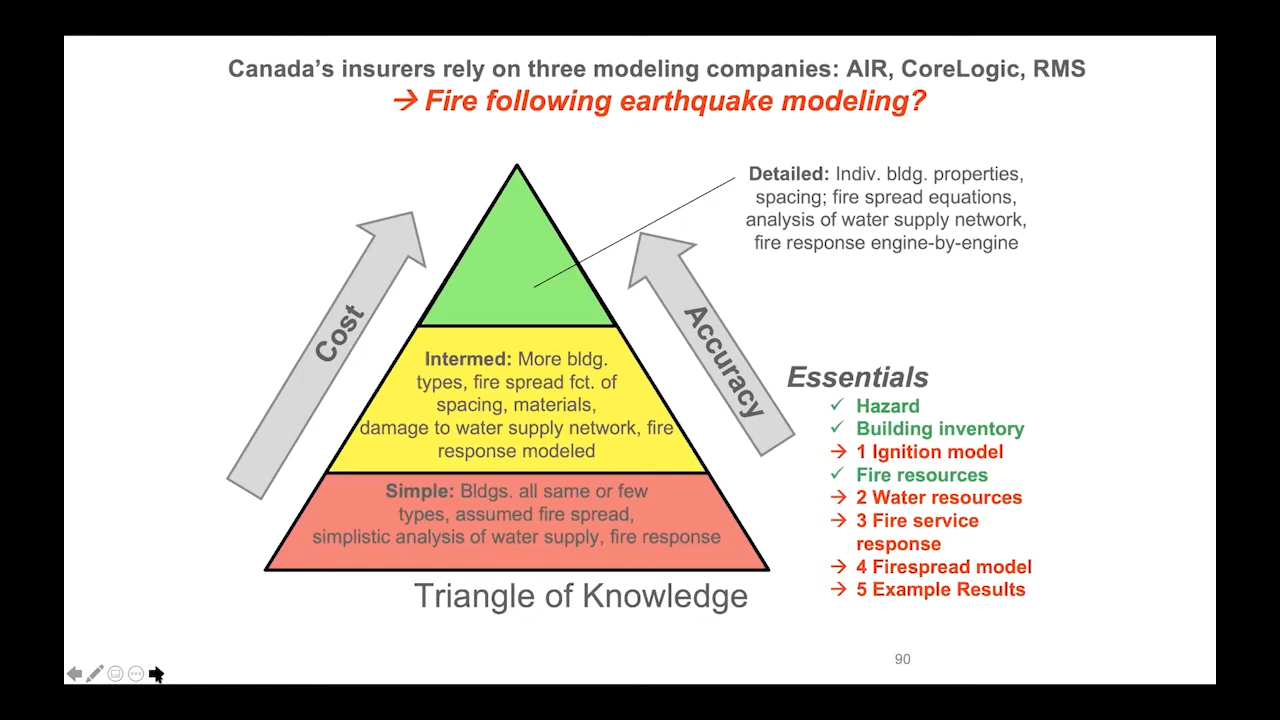 Canada's insurers rely on three modeling companies: AIR, CoreLogic, RMS
→ Fire following earthquake modeling?
Detailed: Indiv. bldg. properties,
spacing; fire spread equations,
analysis of water supply network,
fire response engine-by-engine
Cost
Accuracy
Intermed: More bldg.
types, fire spread fct. of
spacing, materials,
damage to water supply network, fire
response modeled
Simple: Bldgs. all same or few
types, assumed fire spread,
simplistic analysis of water supply, fire response
Triangle of Knowledge
Essentials
✓ Hazard
✓ Building inventory
→ 1 Ignition model
✓ Fire resources
→ 2 Water resources
→ 3 Fire service
response
→ 4 Firespread model
→ 5 Example Results
90